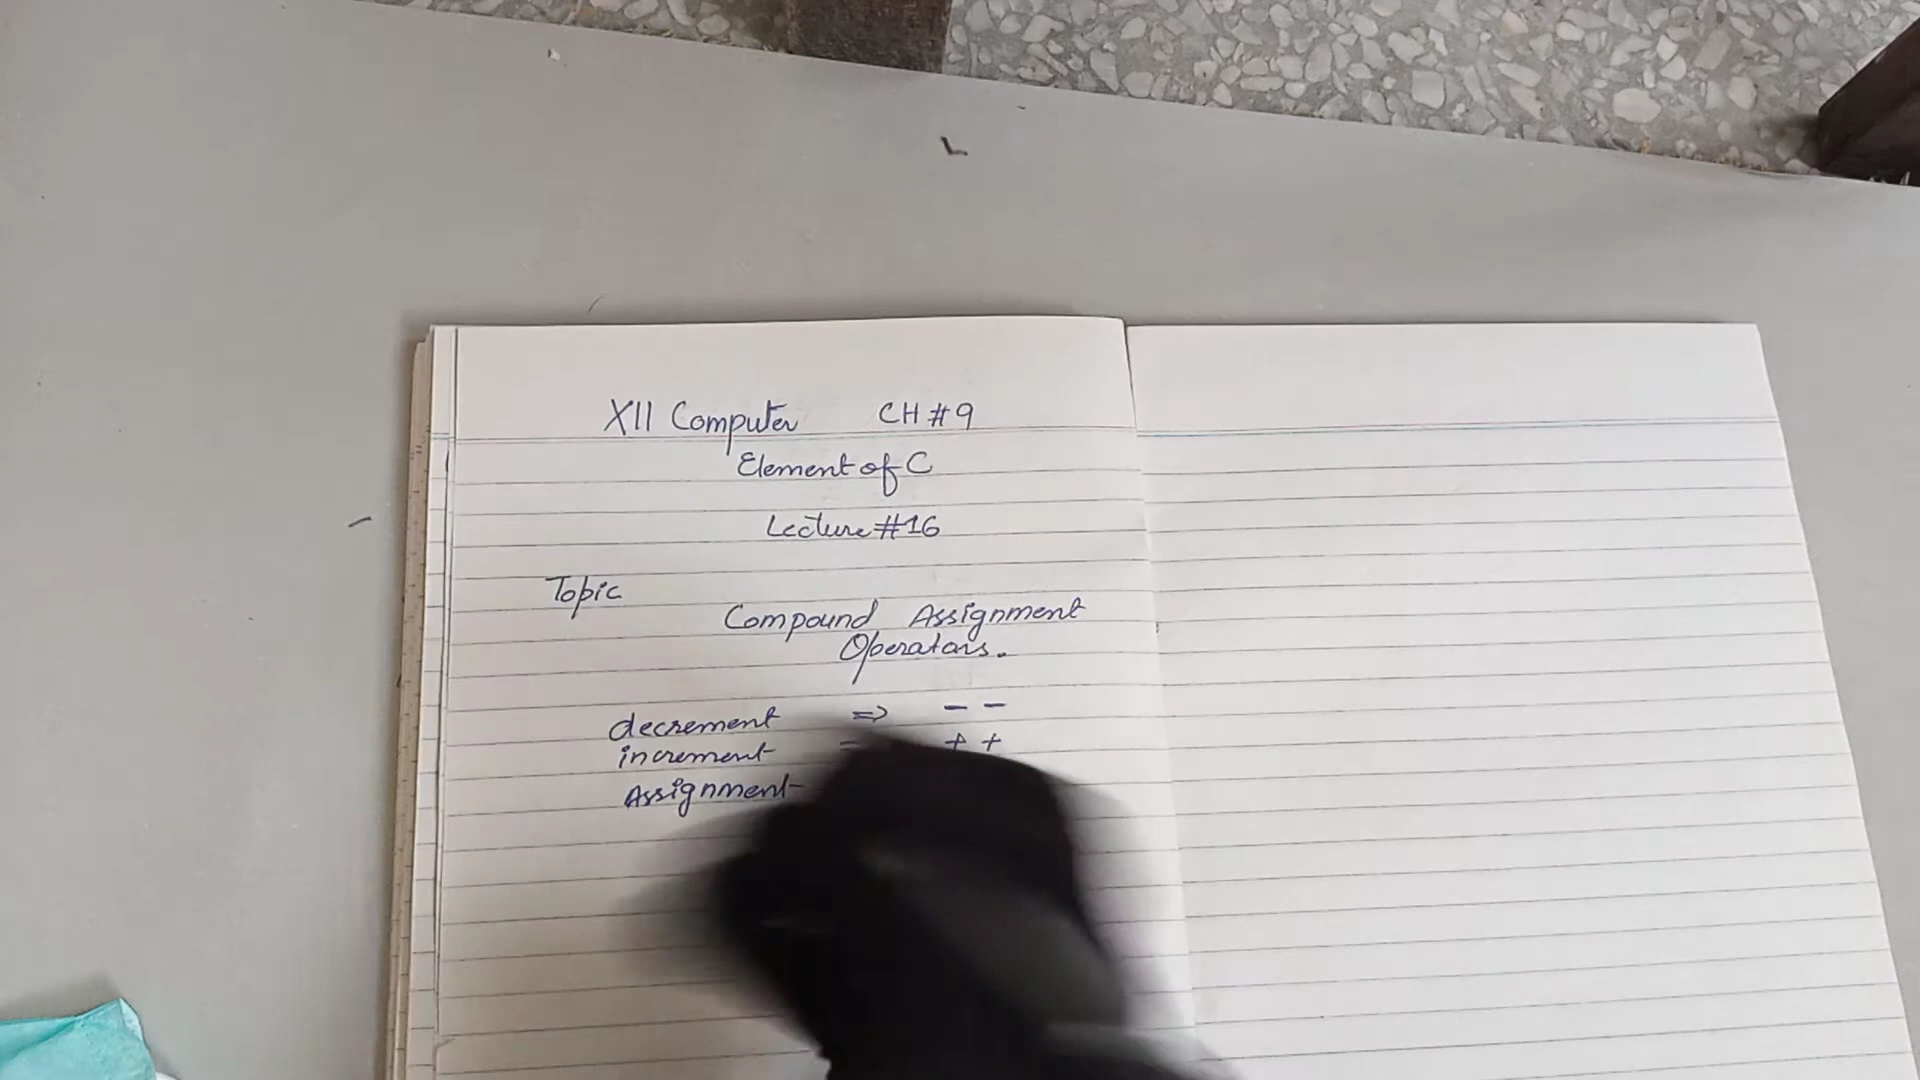 XII Computer CH#9
Element of C
Lecture#16
Topic
Compound Assignment
Operators.
decrement ⇒ - -
increment ++
Assignment